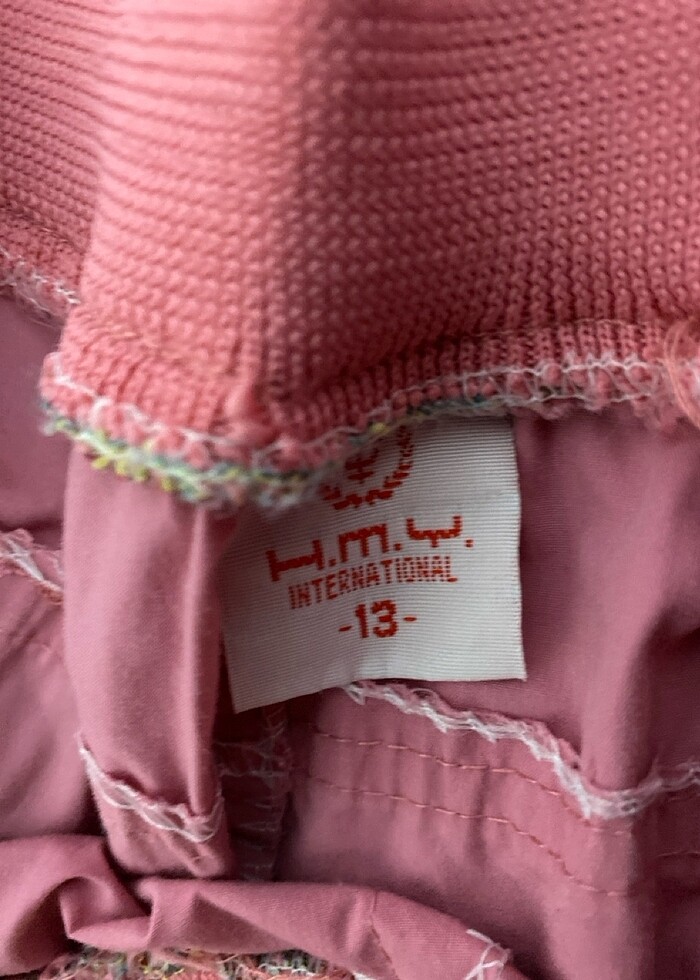 H.m.y.
INTERNATIONAL
-13-